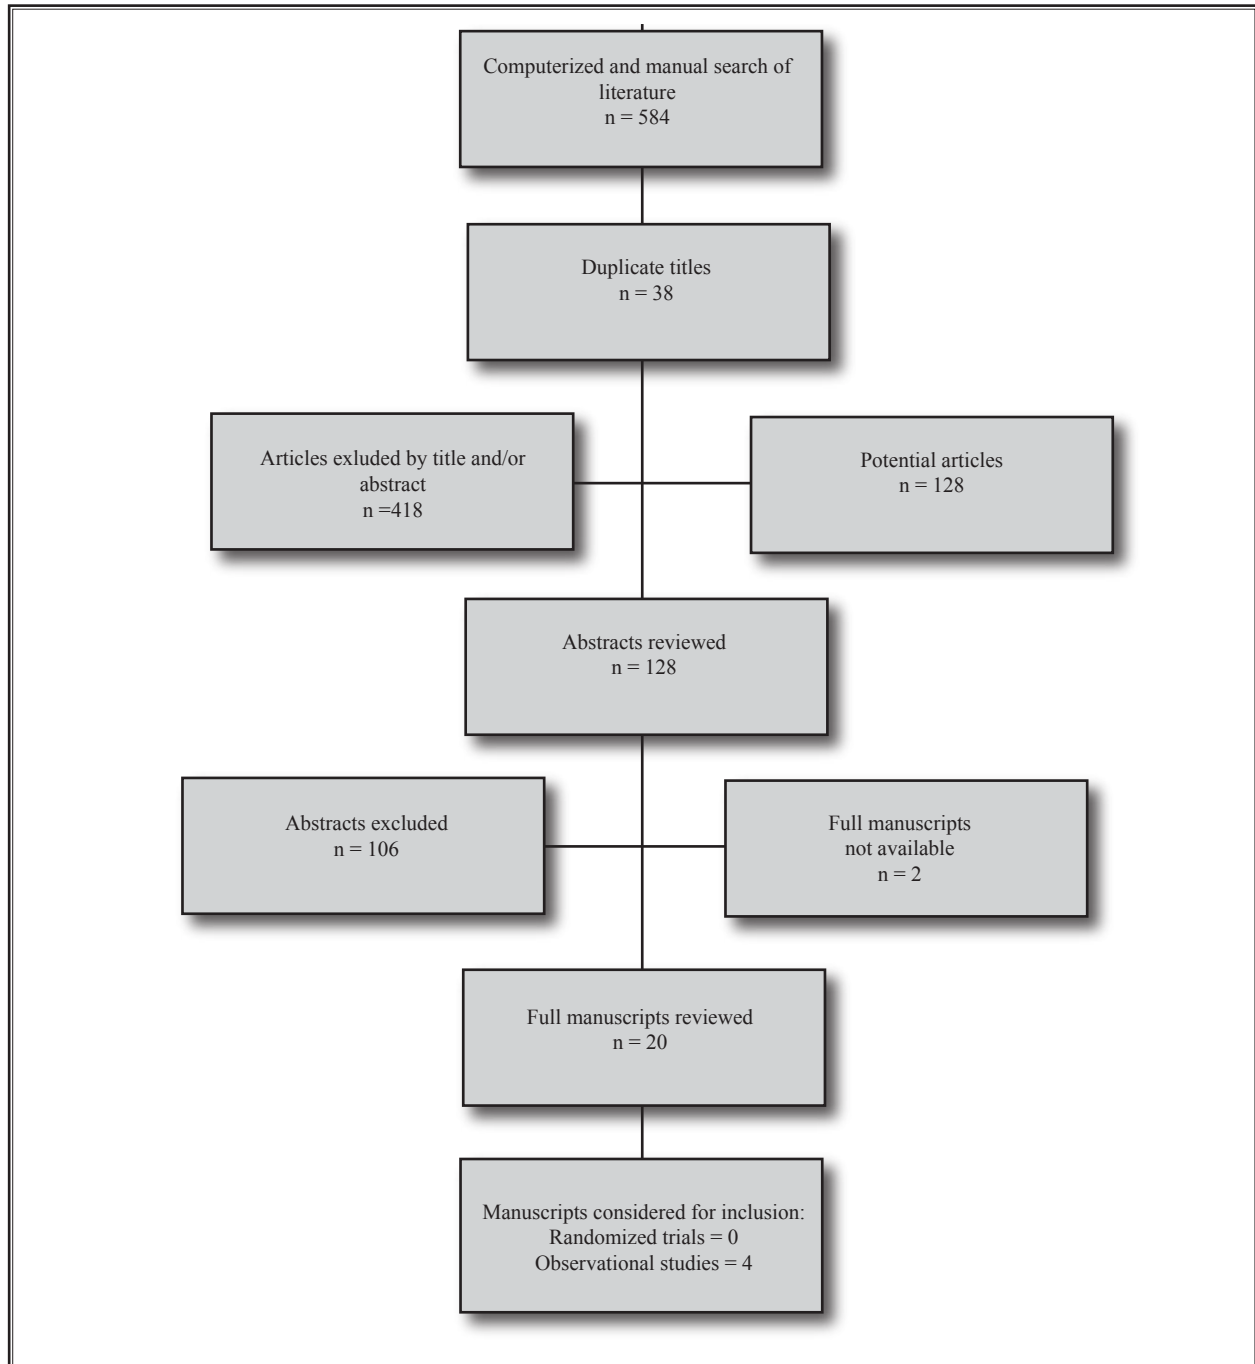 Computerized and manual search of
literature
n = 584
Duplicate titles
n = 38
Articles exluded by title and/or
abstract
n =418
Potential articles
n = 128
Abstracts reviewed
n = 128
Abstracts excluded
n = 106
Full manuscripts
not available
n = 2
Full manuscripts reviewed
n = 20
Manuscripts considered for inclusion:
Randomized trials = 0
Observational studies = 4